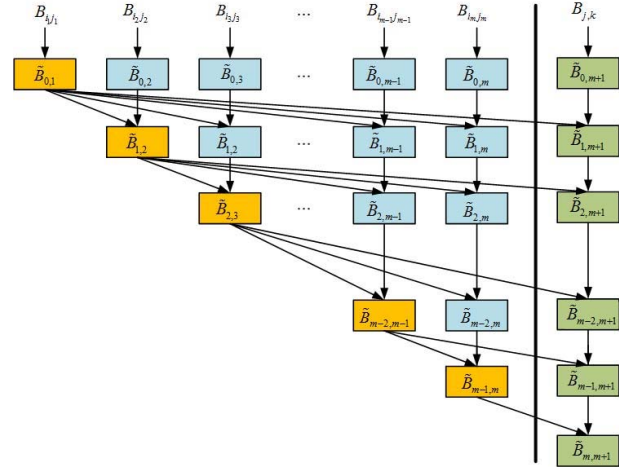 B_{i_1j_1} B_{i_2j_2} B_{i_3j_3} ... B_{i_{m-1}j_{m-1}} B_{i_mj_m} B_{j,k}
B̃_{0,1} B̃_{0,2} B̃_{0,3} ... B̃_{0,m-1} B̃_{0,m} B̃_{0,m+1}
B̃_{1,2} B̃_{1,2} ... B̃_{1,m-1} B̃_{1,m} B̃_{1,m+1}
B̃_{2,3} ... B̃_{2,m-1} B̃_{2,m} B̃_{2,m+1}
B̃_{m-2,m-1} B̃_{m-2,m} B̃_{m-2,m+1}
B̃_{m-1,m} B̃_{m-1,m+1}
B̃_{m,m+1}